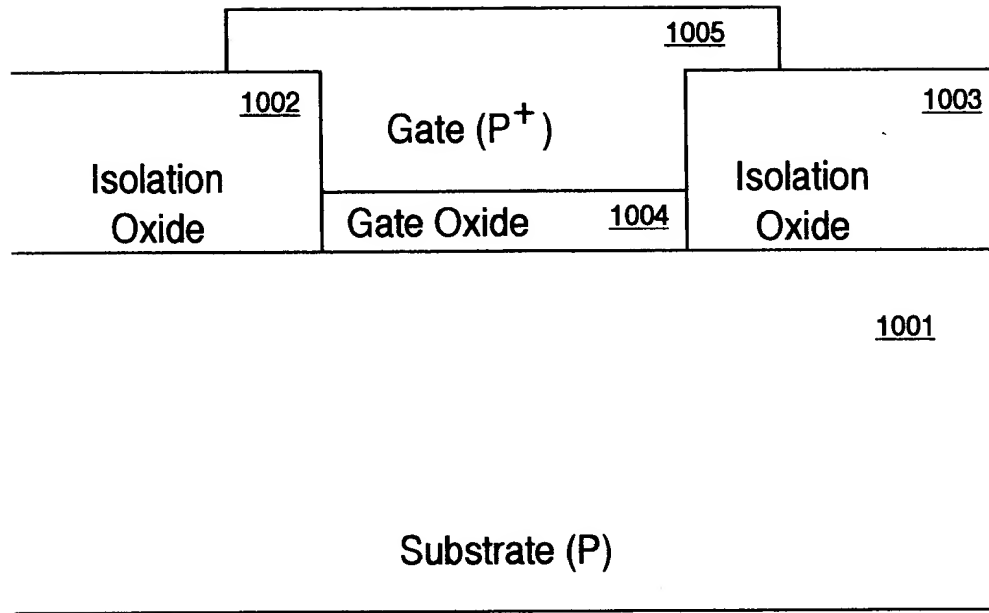 1005
1002
1003
Gate (P+)
Isolation
Oxide
Isolation
Oxide
Gate Oxide
1004
1001
Substrate (P)